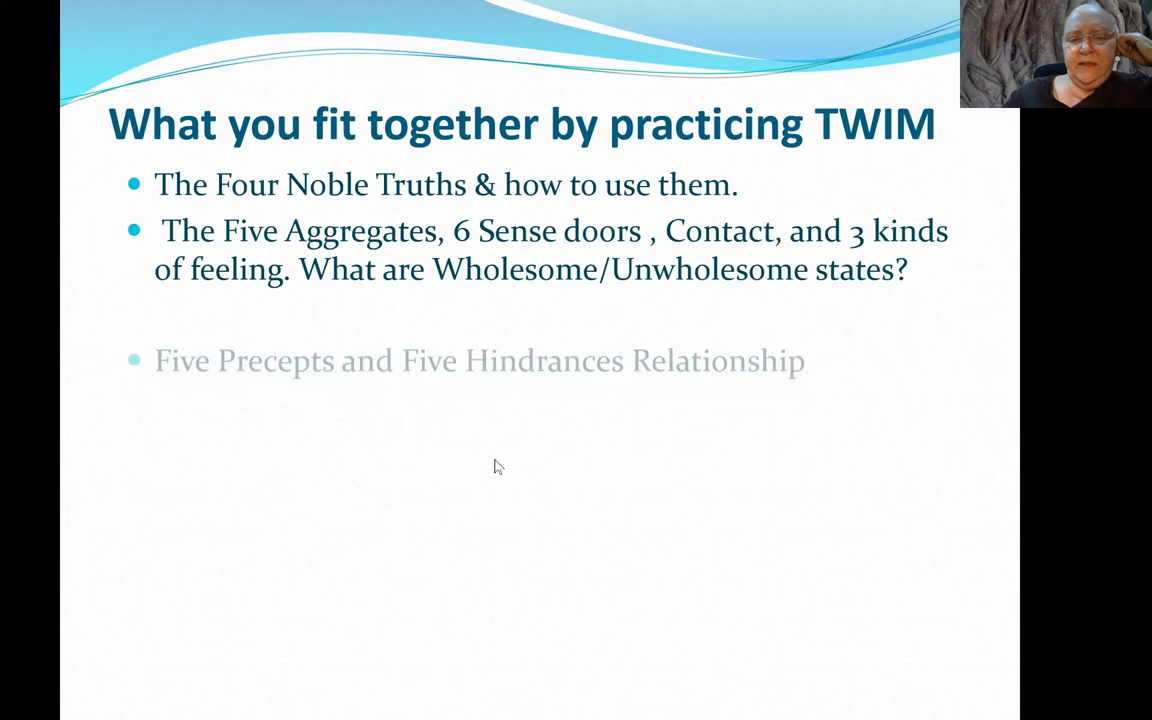 What you fit together by practicing TWIM
The Four Noble Truths & how to use them.
The Five Aggregates, 6 Sense doors , Contact, and 3 kinds
of feeling. What are Wholesome/Unwholesome states?
Five Precepts and Five Hindrances Relationship